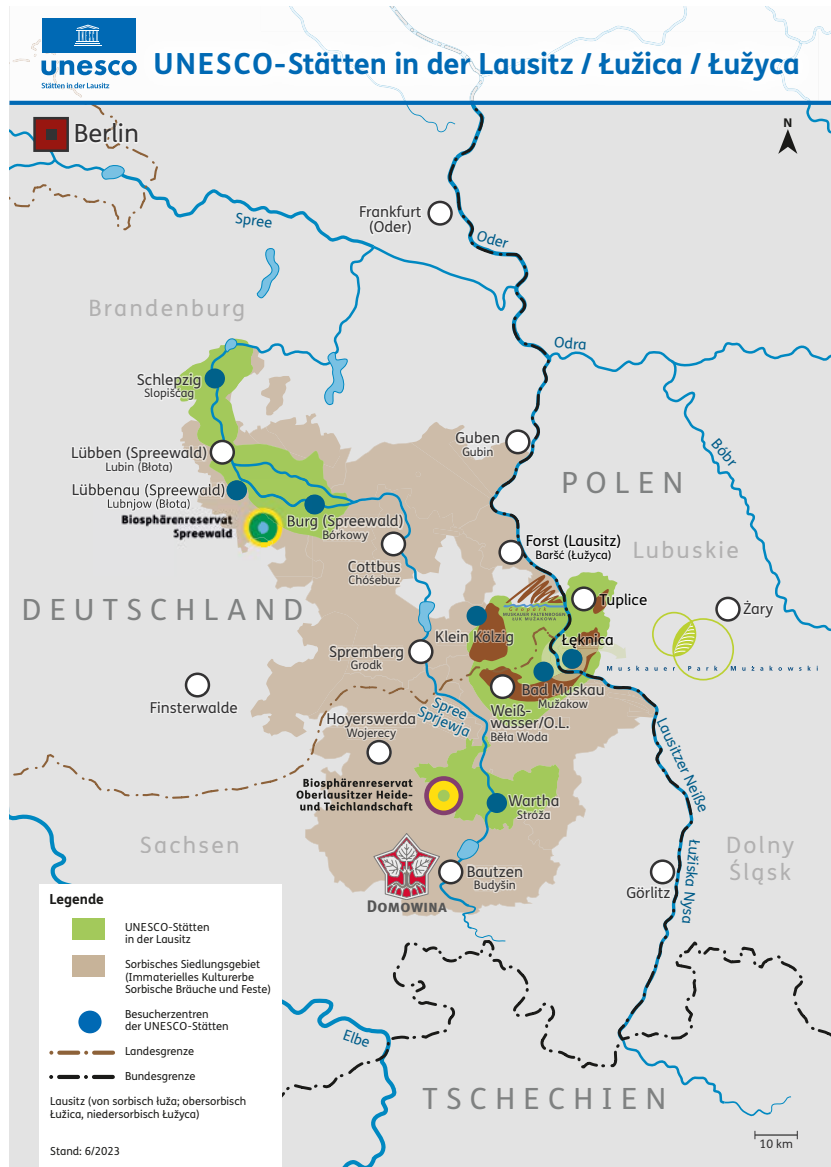 unesco
Stätten in der Lausitz
UNESCO-Stätten in der Lausitz / Łužica / Łužyca
Berlin
N
Frankfurt
(Oder)
Spree
Oder
Brandenburg
Odra
Schlepzig
Slopišćag
Bóbr
Guben
Gubin
Lübben (Spreewald)
Lubin (Błota)
POLEN
Lübbenau (Spreewald)
Lubnjow (Błota)
Biosphärenreservat
Spreewald
Burg (Spreewald)
Bórkowy
Forst (Lausitz)
Baršć (Łužyca)
Lubuskie
Cottbus
Chóśebuz
DEUTSCHLAND
Geopark
MUSKAUER FALTENBOGEN
ŁUK MUŻAKOWA
Tuplice
Żary
Klein Kölzig
Łęknica
Muskauer Park Mużakowski
Spremberg
Grodk
Bad Muskau
Mužakow
Finsterwalde
Weiß-
wasser/O.L.
Běła Woda
Spree
Sprjewja
Hoyerswerda
Wojerecy
Lausitzer Neiße
Biosphärenreservat
Oberlausitzer Heide-
und Teichlandschaft
Wartha
Stróža
Sachsen
Dolny
Śląsk
Łužiska Nysa
Bautzen
Budyšin
Görlitz
DOMOWINA
Legende
UNESCO-Stätten
in der Lausitz
Sorbisches Siedlungsgebiet
(Immaterielles Kulturerbe
Sorbische Bräuche und Feste)
Besucherzentren
der UNESCO-Stätten
Landesgrenze
Bundesgrenze
Lausitz (von sorbisch łuža; obersorbisch
Łužica, niedersorbisch Łužyca)
Stand: 6/2023
Elbe
TSCHECHIEN
10 km